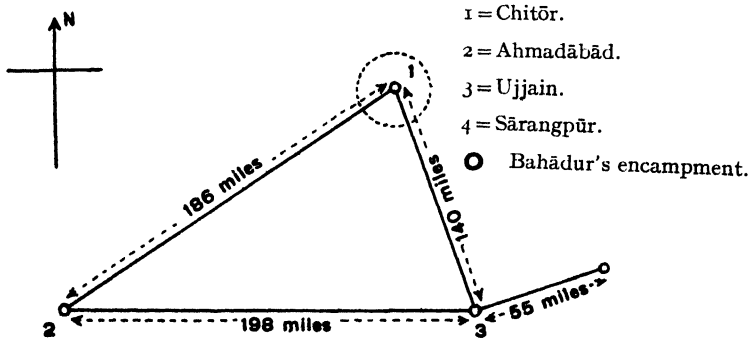 N
1
1 = Chitōr.
2 = Ahmadābād.
3 = Ujjain.
4 = Sārangpūr.
Bahādur's encampment.
186 miles
140 miles
55 miles
2
198 miles
3